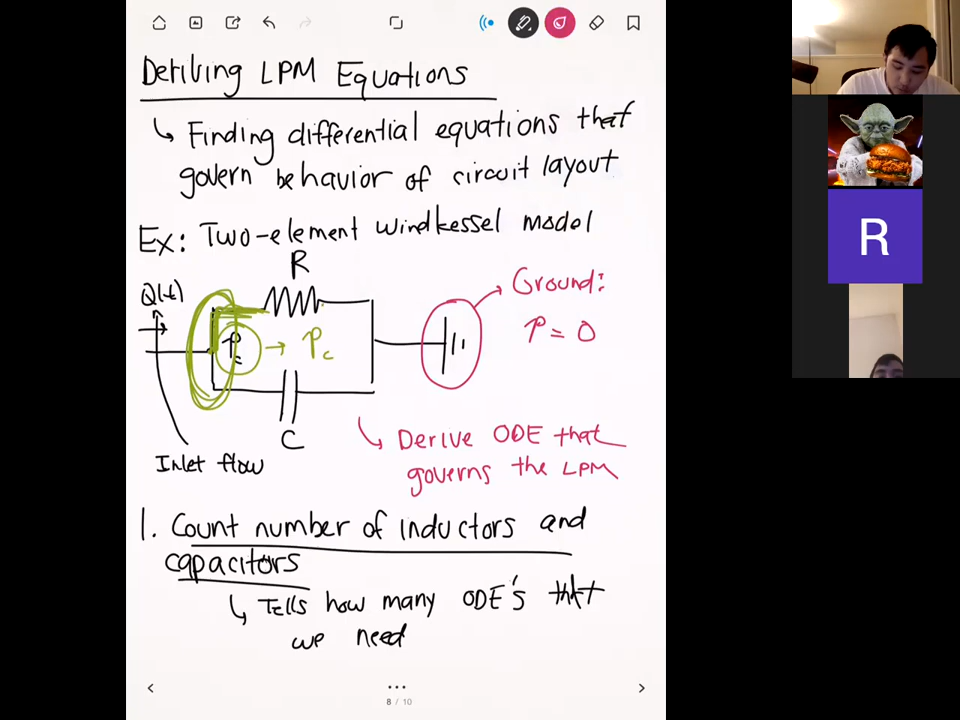 Deriving LPM Equations
↳ Finding differential equations that
govern behavior of circuit layout
Ex: Two-element windkessel model
R
Q(t)
Ground:
P = 0
Pc → Pc
C
Inlet flow
↳ Derive ODE that
governs the LPM
1. Count number of inductors and
capacitors
↳ Tells how many ODE's that
we need
8 / 10
R